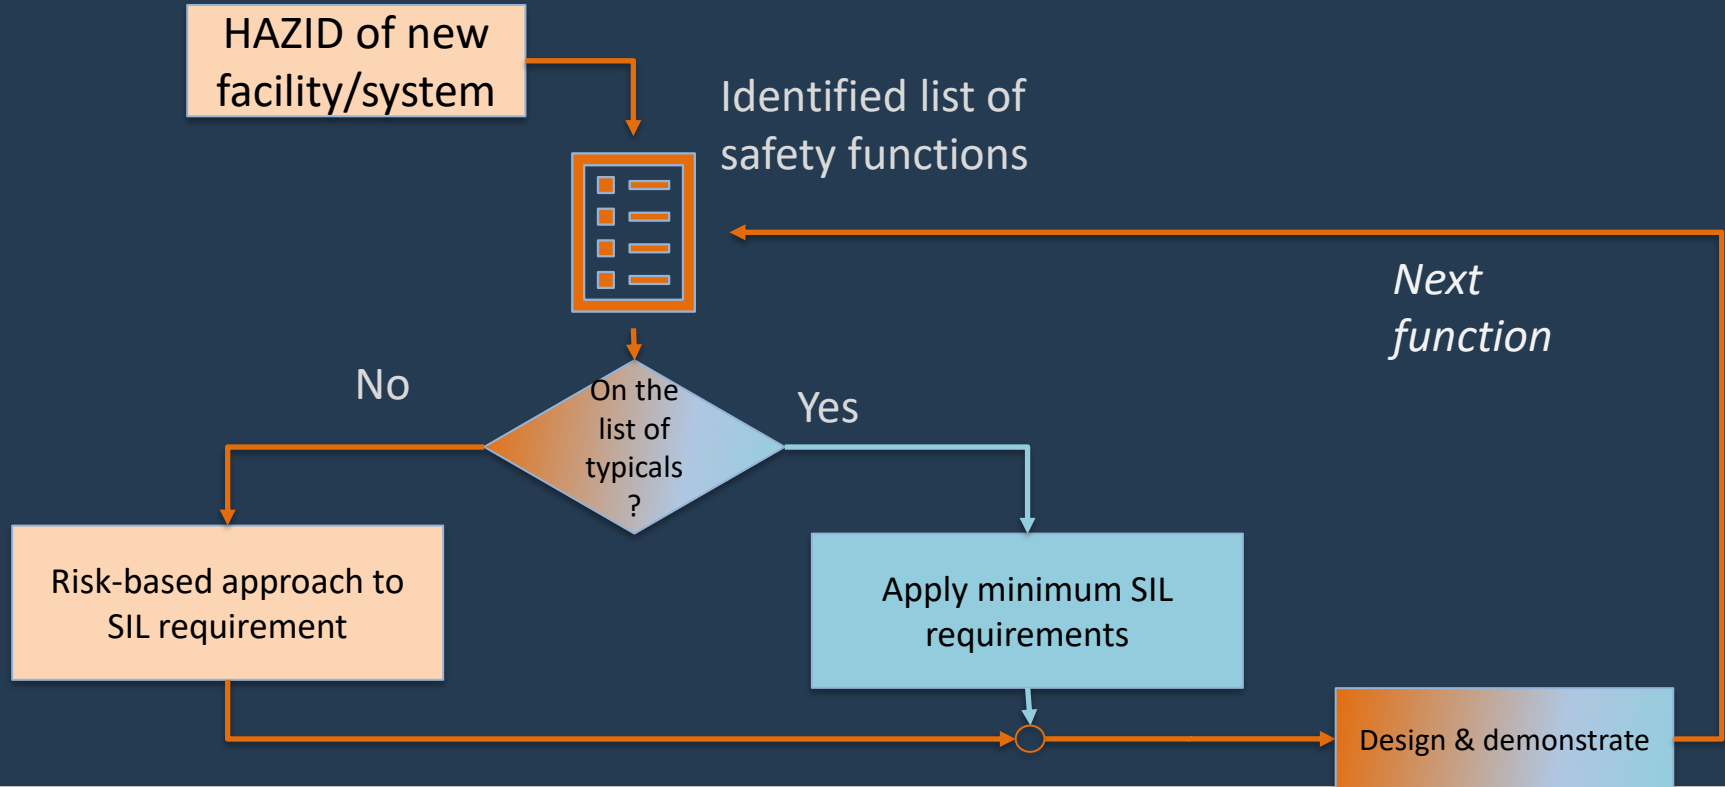 HAZID of new
facility/system
Identified list of
safety functions
Next
function
No
On the
list of
typicals
?
Yes
Risk-based approach to
SIL requirement
Apply minimum SIL
requirements
Design & demonstrate